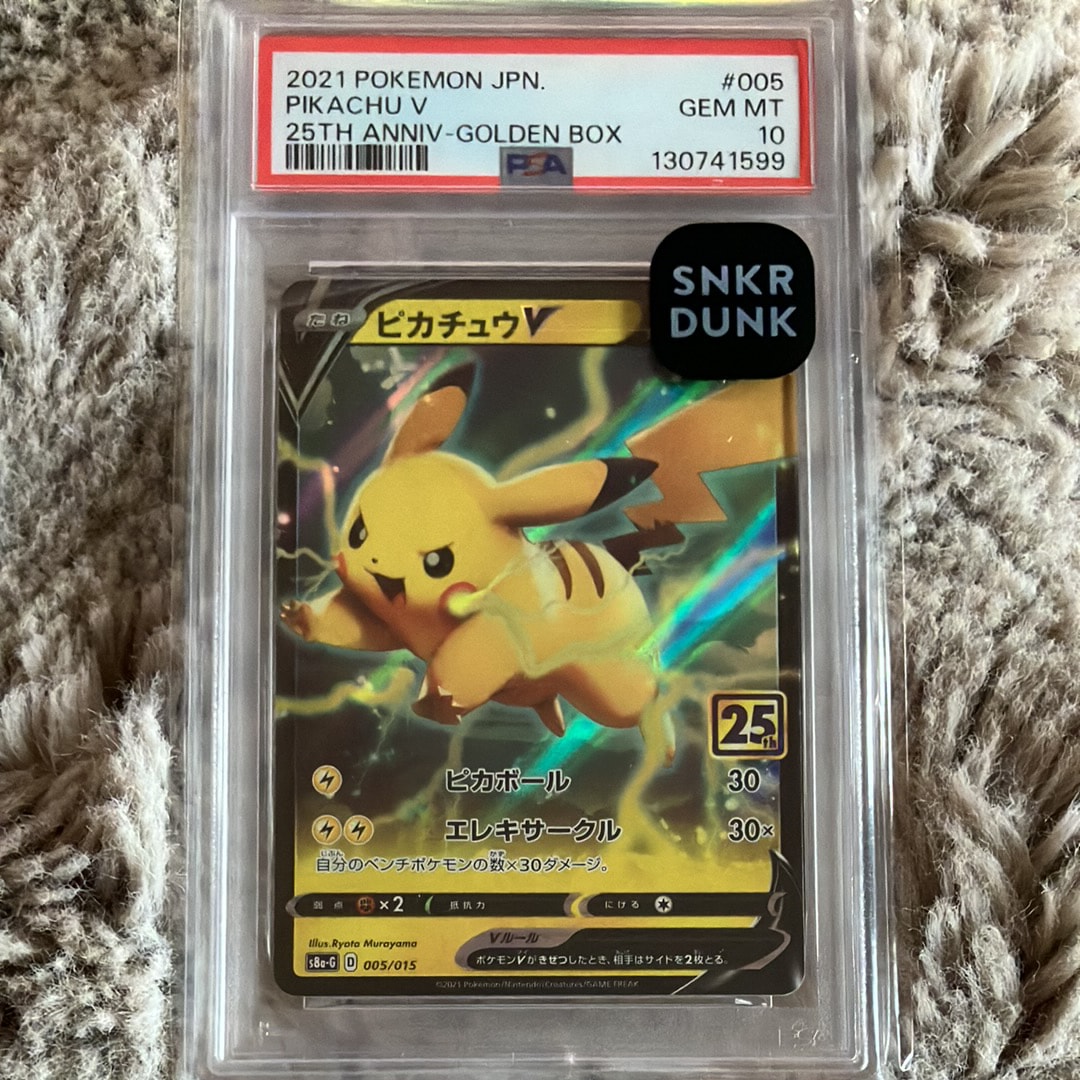 2021 POKEMON JPN. #005
PIKACHU V GEM MT
25TH ANNIV-GOLDEN BOX 10
PSA 130741599
SNKR
DUNK
たね ピカチュウV
25th
ピカボール 30
エレキサークル 30×
じぶん かず
自分のベンチポケモンの数×30ダメージ。
弱点 ×2 抵抗力 にげる
Illus.Ryota Murayama
Vルール
s8a-G D 005/015
ポケモンVがきぜつしたとき、相手はサイドを2枚とる。
©2021 Pokémon/Nintendo/Creatures/GAME FREAK